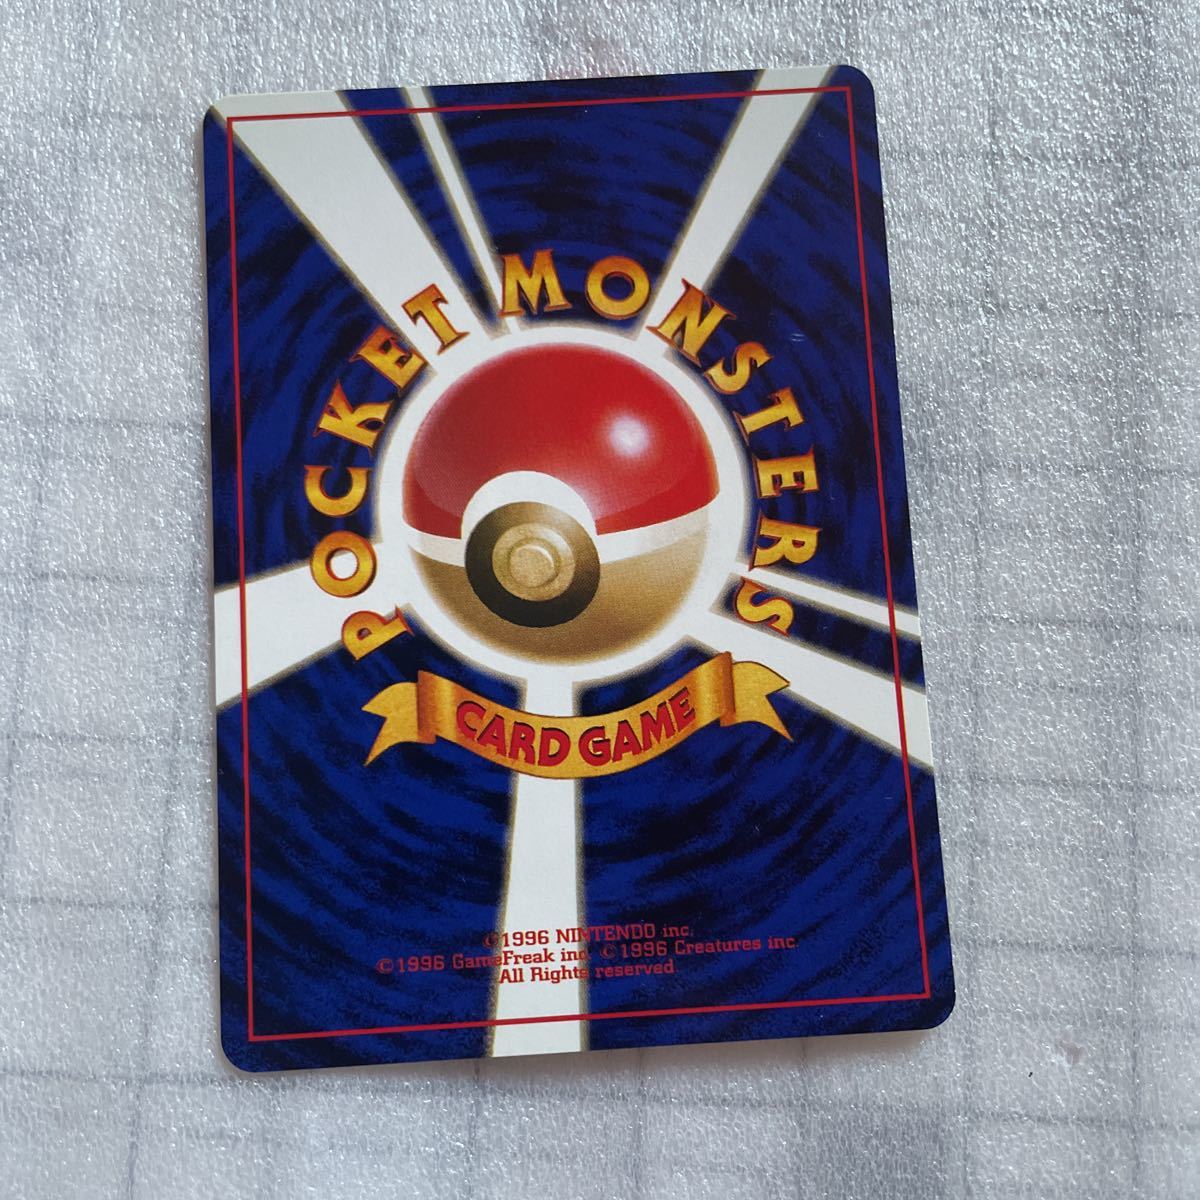 POCKET MONSTERS
CARD GAME
©1996 NINTENDO inc.
©1996 GameFreak inc. ©1996 Creatures inc.
All Rights reserved.